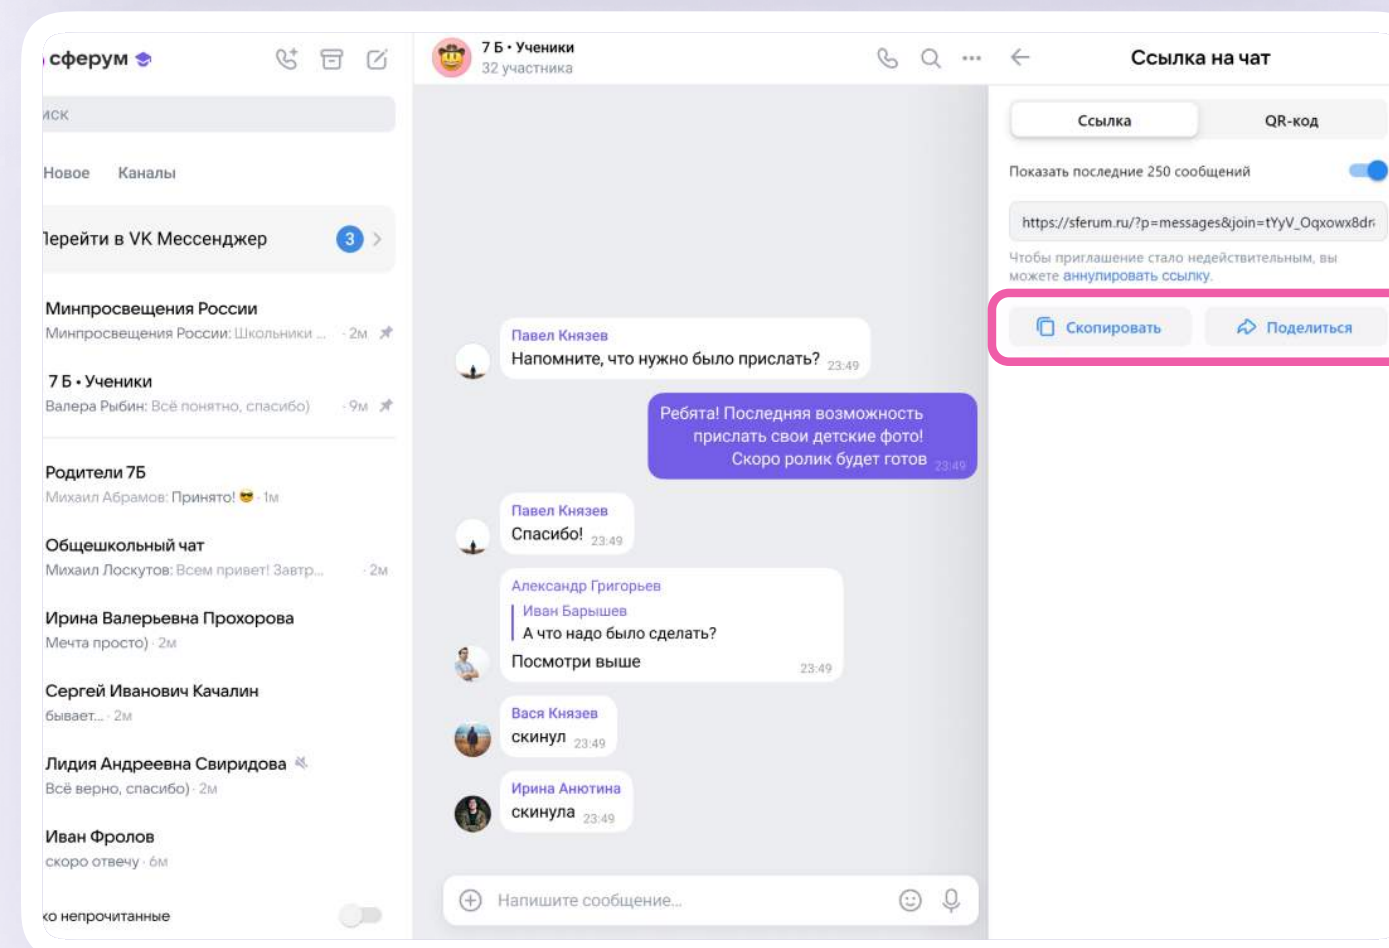 сферум
иск
Новое Каналы
Перейти в VK Мессенджер 3
Минпросвещения России
Минпросвещения России: Школьники ... · 2м
7 Б • Ученики
Валера Рыбин: Всё понятно, спасибо) · 9м
Родители 7Б
Михаил Абрамов: Принято! 😎 · 1м
Общешкольный чат
Михаил Лоскутов: Всем привет! Завтр... · 2м
Ирина Валерьевна Прохорова
Мечта просто) · 2м
Сергей Иванович Качалин
бывает... · 2м
Лидия Андреевна Свиридова
Всё верно, спасибо) · 2м
Иван Фролов
скоро отвечу · 6м
ко непрочитанные
7 Б • Ученики
32 участника
Павел Князев
Напомните, что нужно было прислать? 23:49
Ребята! Последняя возможность
прислать свои детские фото!
Скоро ролик будет готов 23:49
Павел Князев
Спасибо! 23:49
Александр Григорьев
Иван Барышев
А что надо было сделать?
Посмотри выше 23:49
Вася Князев
скинул 23:49
Ирина Анютина
скинула 23:49
Напишите сообщение...
Ссылка на чат
Ссылка QR-код
Показать последние 250 сообщений
https://sferum.ru/?p=messages&join=tYyV_Oqxowx8dr
Чтобы приглашение стало недействительным, вы
можете аннулировать ссылку.
Скопировать Поделиться